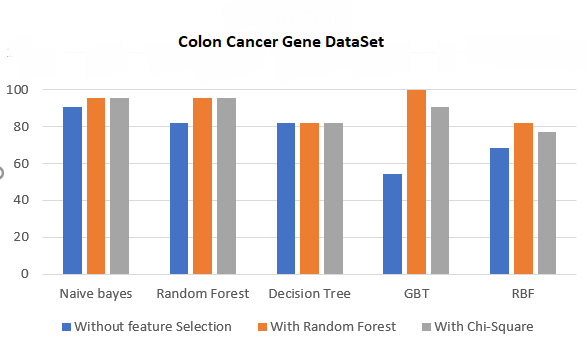 Colon Cancer Gene DataSet
100
80
60
40
20
0
Naive bayes Random Forest Decision Tree GBT RBF
Without feature Selection With Random Forest With Chi-Square